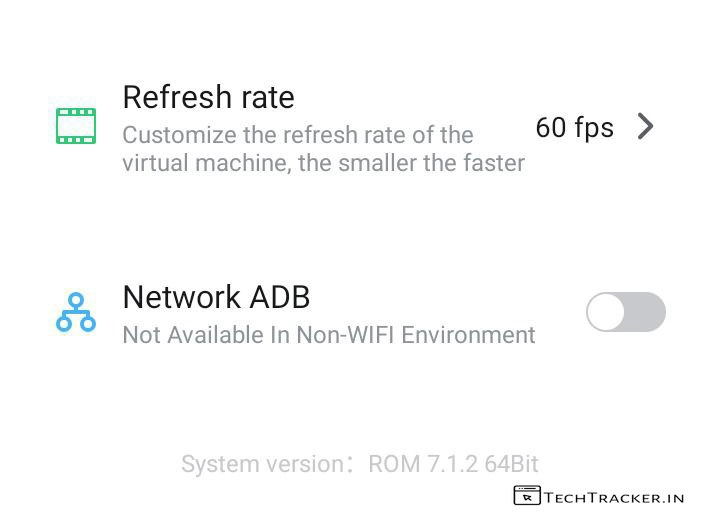 Refresh rate
Customize the refresh rate of the
virtual machine, the smaller the faster
60 fps
Network ADB
Not Available In Non-WIFI Environment
System version：ROM 7.1.2 64Bit
TECHTRACKER.IN